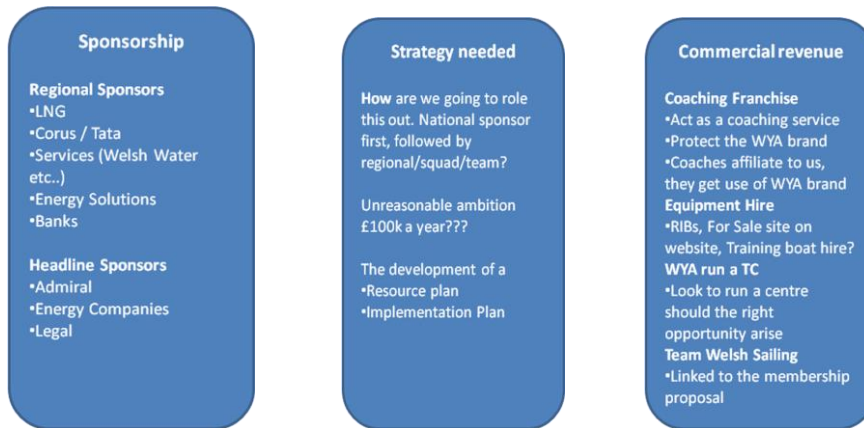 Sponsorship
Regional Sponsors
•LNG
•Corus / Tata
•Services (Welsh Water
etc..)
•Energy Solutions
•Banks
Headline Sponsors
•Admiral
•Energy Companies
•Legal
Strategy needed
How are we going to role
this out. National sponsor
first, followed by
regional/squad/team?
Unreasonable ambition
£100k a year???
The development of a
•Resource plan
•Implementation Plan
Commercial revenue
Coaching Franchise
•Act as a coaching service
•Protect the WYA brand
•Coaches affiliate to us,
they get use of WYA brand
Equipment Hire
•RIBs, For Sale site on
website, Training boat hire?
WYA run a TC
•Look to run a centre
should the right
opportunity arise
Team Welsh Sailing
•Linked to the membership
proposal